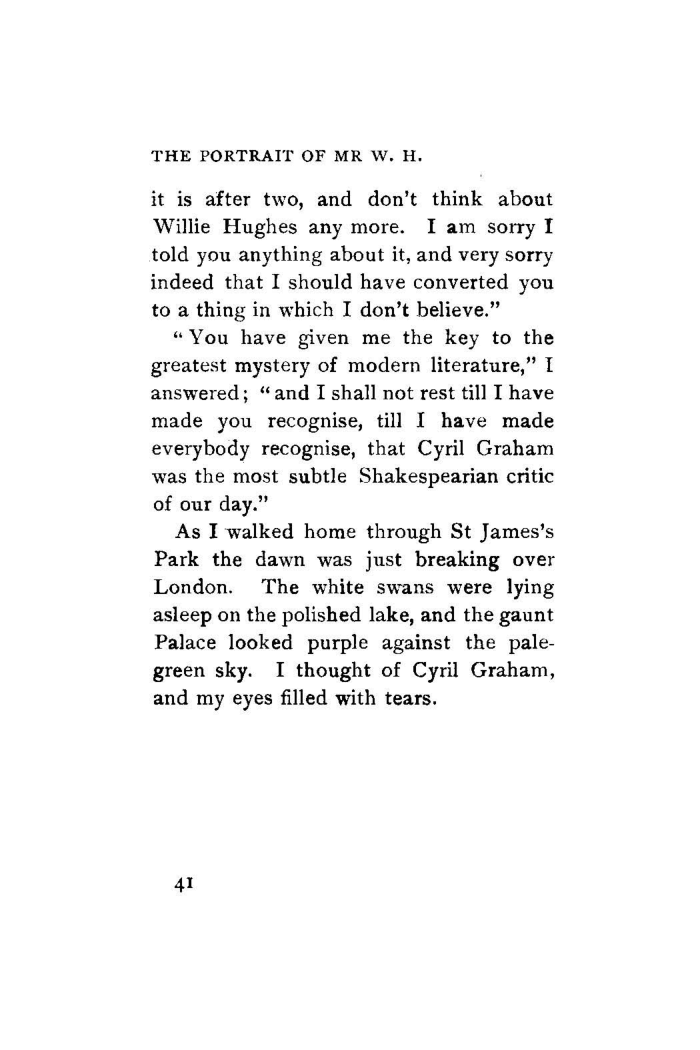 THE PORTRAIT OF MR W. H.
it is after two, and don't think about
Willie Hughes any more. I am sorry I
told you anything about it, and very sorry
indeed that I should have converted you
to a thing in which I don't believe."
"You have given me the key to the
greatest mystery of modern literature," I
answered; "and I shall not rest till I have
made you recognise, till I have made
everybody recognise, that Cyril Graham
was the most subtle Shakespearian critic
of our day."
As I walked home through St James's
Park the dawn was just breaking over
London. The white swans were lying
asleep on the polished lake, and the gaunt
Palace looked purple against the pale-
green sky. I thought of Cyril Graham,
and my eyes filled with tears.
41